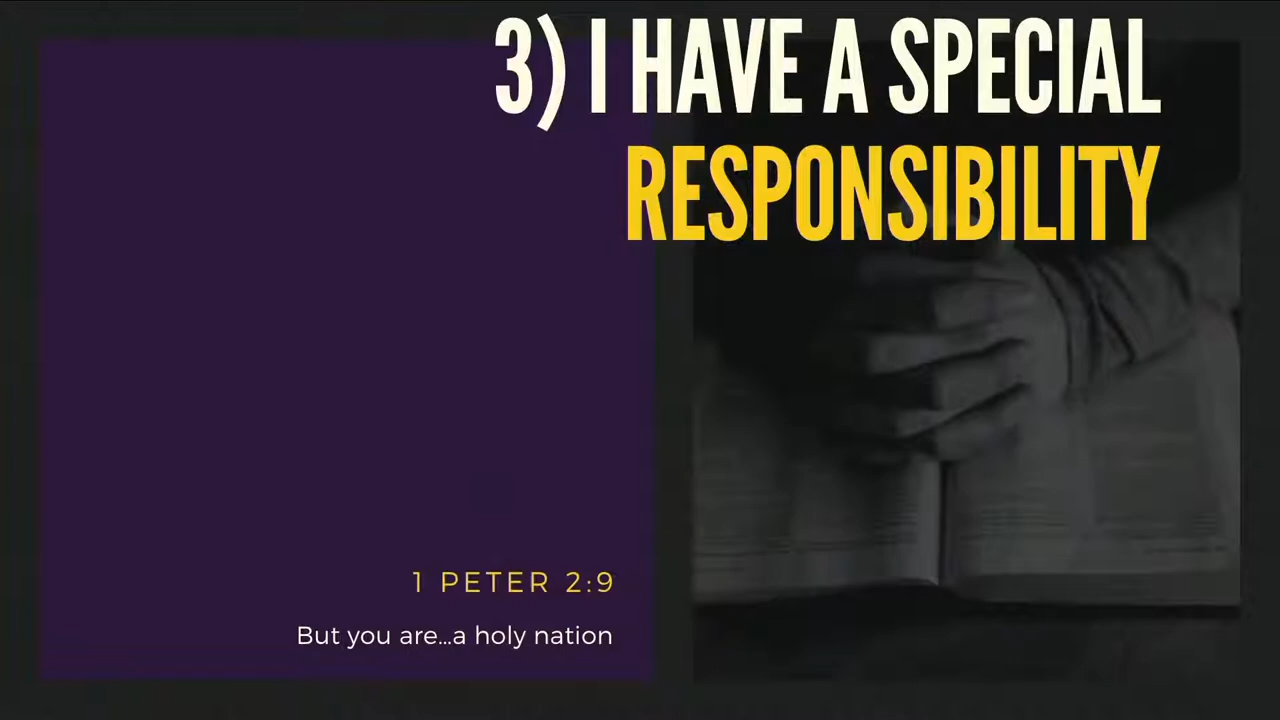 3) I HAVE A SPECIAL
RESPONSIBILITY
1 PETER 2:9
But you are...a holy nation